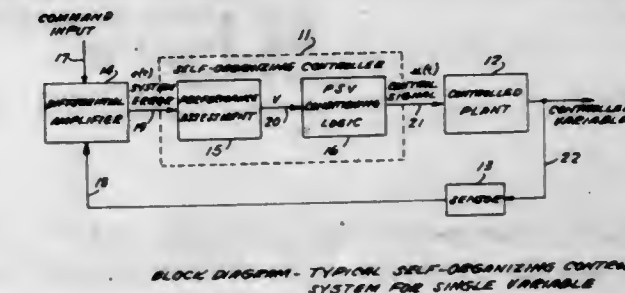 COMMAND
INPUT
17
14
DIFFERENTIAL
AMPLIFIER
e(t)
SYSTEM
ERROR
19
11
SELF-ORGANIZING CONTROLLER
PERFORMANCE
ASSESSMENT
15
V
20
PSV
CONDITIONING
LOGIC
16
u(t)
CONTROL
SIGNAL
21
12
CONTROLLED
PLANT
CONTROLLED
VARIABLE
22
13
SENSOR
18
BLOCK DIAGRAM - TYPICAL SELF-ORGANIZING CONTRO
SYSTEM FOR SINGLE VARIABLE